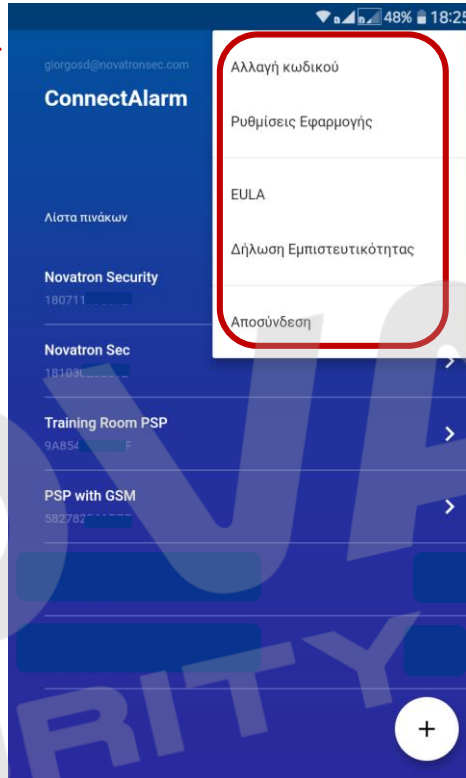 48% 18:25
giorgosd@novatronsec.com
ConnectAlarm
Αλλαγή κωδικού
Ρυθμίσεις Εφαρμογής
EULA
Δήλωση Εμπιστευτικότητας
Αποσύνδεση
Λίστα πινάκων
Novatron Security
180711
Novatron Sec
Training Room PSP
9A854
PSP with GSM
582782
+